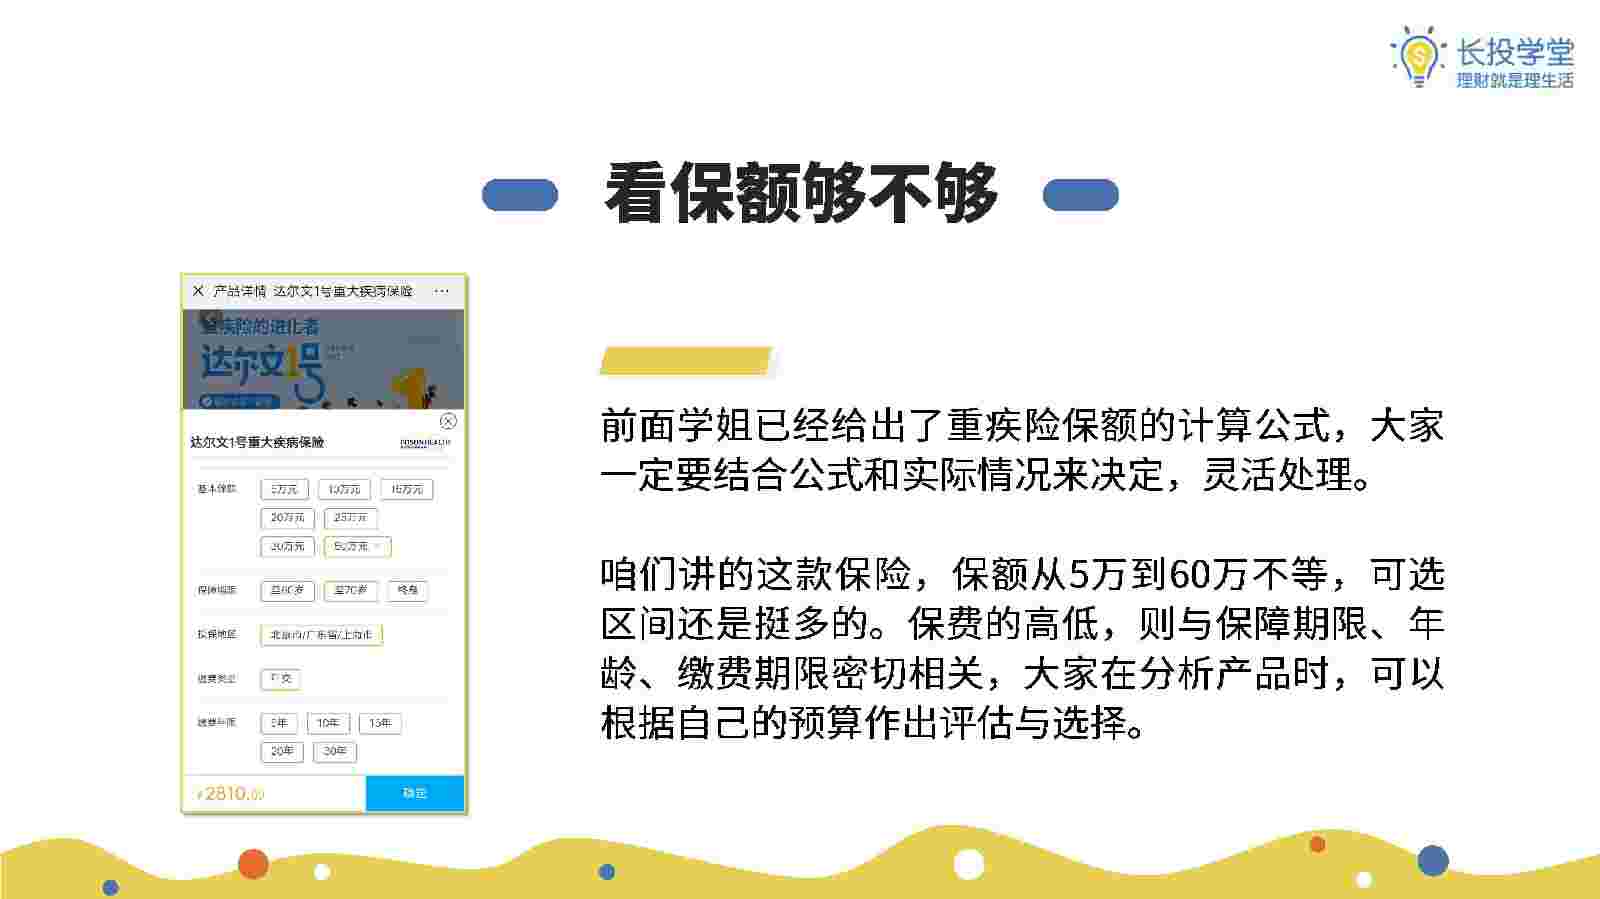 长投学堂
理财就是理生活
看保额够不够
产品详情 达尔文1号重大疾病保险 ···
重疾险的进化者
达尔文1号
达尔文1号重大疾病保险
基本保额 5万元 10万元 15万元
20万元 25万元
30万元
保障期限 至60岁 至70岁 终身
投保地区 北京市/广东省/上海市
缴费类型 年交
缴费年限 5年 10年 15年
20年 30年
¥2810.00 确定
前面学姐已经给出了重疾险保额的计算公式，大家
一定要结合公式和实际情况来决定，灵活处理。
咱们讲的这款保险，保额从5万到60万不等，可选
区间还是挺多的。保费的高低，则与保障期限、年
龄、缴费期限密切相关，大家在分析产品时，可以
根据自己的预算作出评估与选择。